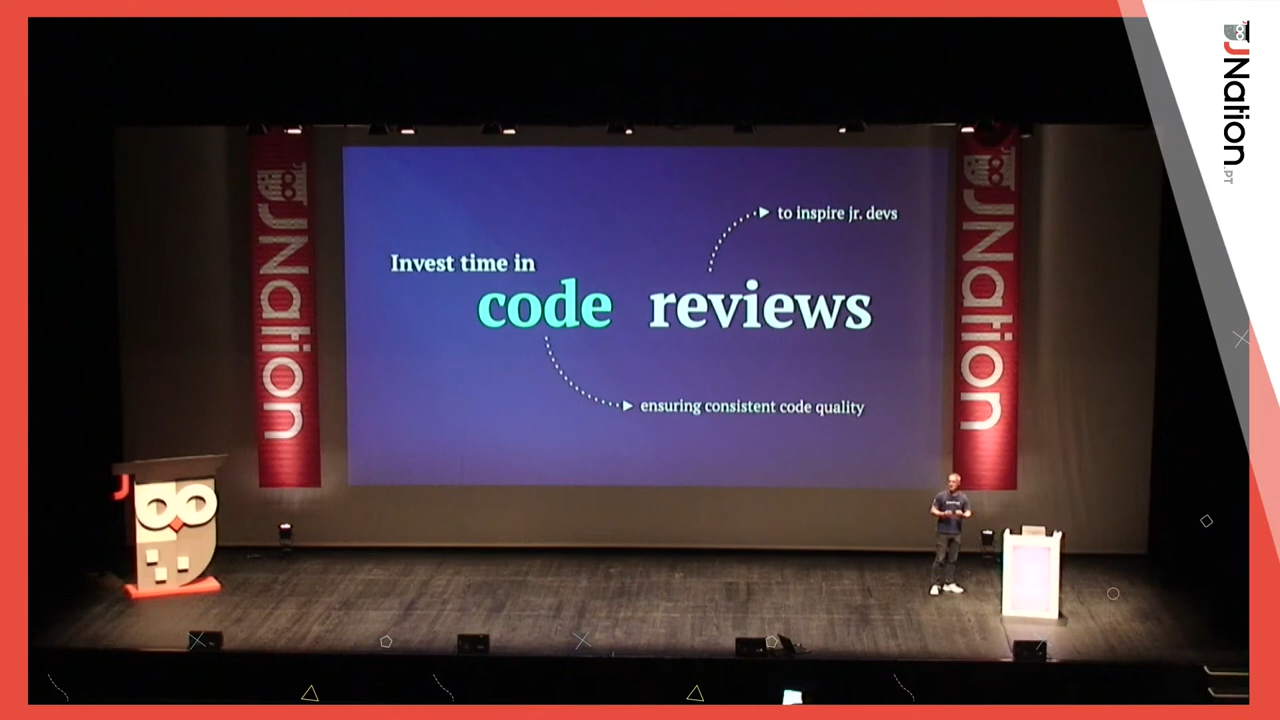 JNation
.PT
JNation
JNation
to inspire jr. devs
Invest time in
code reviews
ensuring consistent code quality